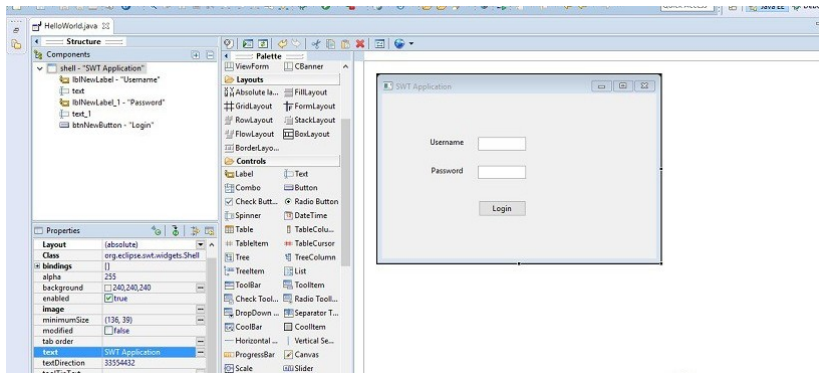 HelloWorld.java
Structure
Components
shell - "SWT Application"
lblNewLabel - "Username"
text
lblNewLabel_1 - "Password"
text_1
btnNewButton - "Login"
Properties
Layout (absolute)
Class org.eclipse.swt.widgets.Shell
bindings []
alpha 255
background 240,240,240
enabled true
image
minimumSize (136, 39)
modified false
tab order
text SWT Application
textDirection 33554432
Palette
ViewForm CBanner
Layouts
Absolute la... FillLayout
GridLayout FormLayout
RowLayout StackLayout
FlowLayout BoxLayout
BorderLayo...
Controls
Label Text
Combo Button
Check Butt... Radio Button
Spinner DateTime
Table TableColu...
TableItem TableCursor
Tree TreeColumn
TreeItem List
ToolBar ToolItem
Check Tool... Radio Tooll...
DropDown ... Separator T...
CoolBar CoolItem
Horizontal ... Vertical Se...
ProgressBar Canvas
Scale Slider
SWT Application
Username
Password
Login